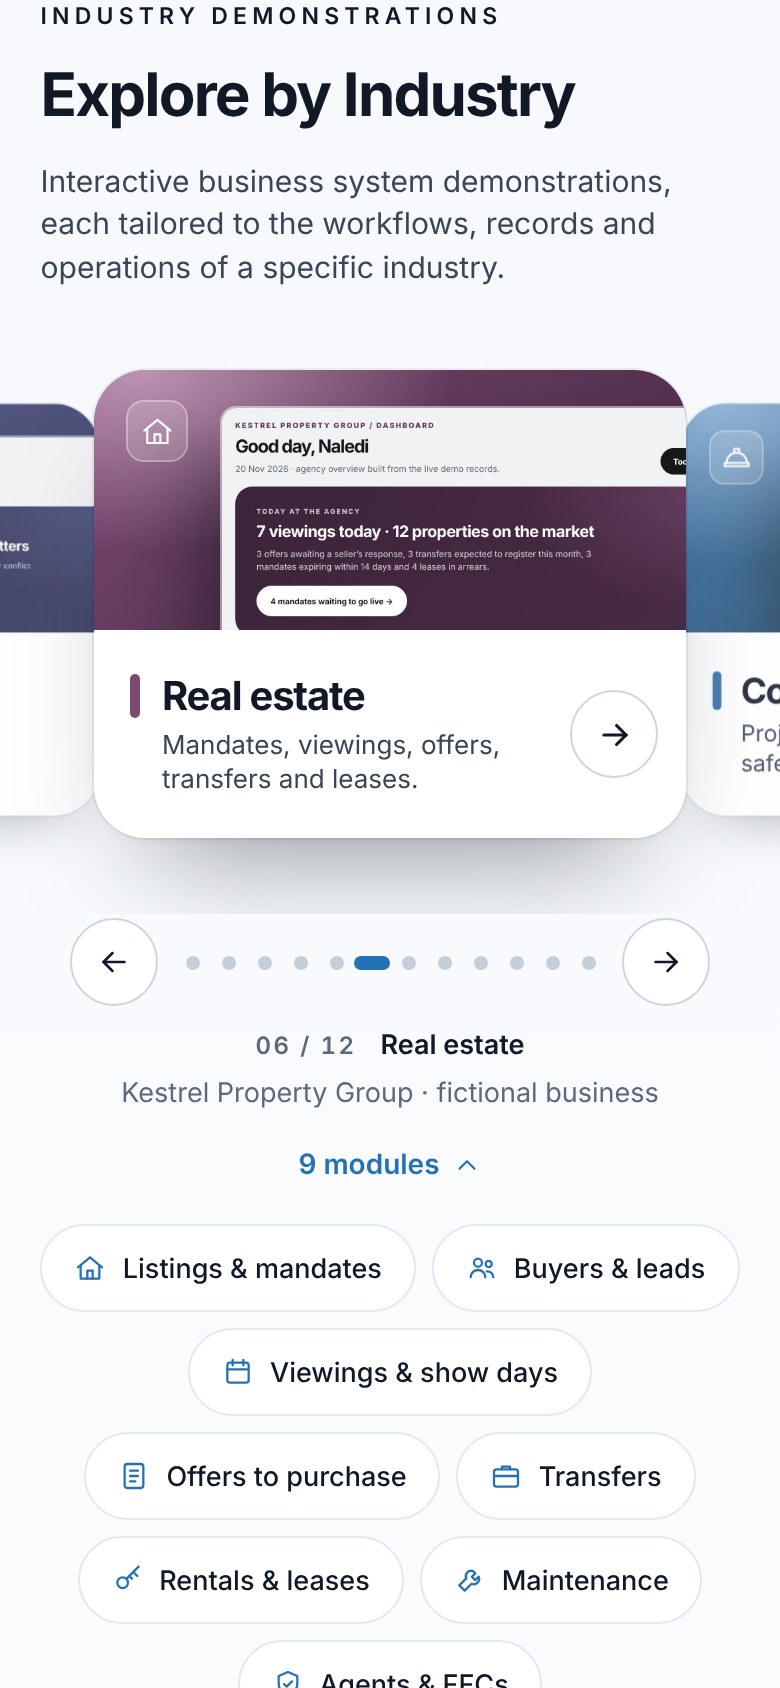 INDUSTRY DEMONSTRATIONS
Explore by Industry
Interactive business system demonstrations,
each tailored to the workflows, records and
operations of a specific industry.
KESTREL PROPERTY GROUP / DASHBOARD
Good day, Naledi
20 Nov 2026 · agency overview built from the live demo records.
TODAY AT THE AGENCY
7 viewings today · 12 properties on the market
3 offers awaiting a seller's response, 3 transfers expected to register this month, 3
mandates expiring within 14 days and 4 leases in arrears.
4 mandates waiting to go live →
Real estate
Mandates, viewings, offers,
transfers and leases.
06 / 12 Real estate
Kestrel Property Group · fictional business
9 modules
Listings & mandates
Buyers & leads
Viewings & show days
Offers to purchase
Transfers
Rentals & leases
Maintenance
Agents & FFCs